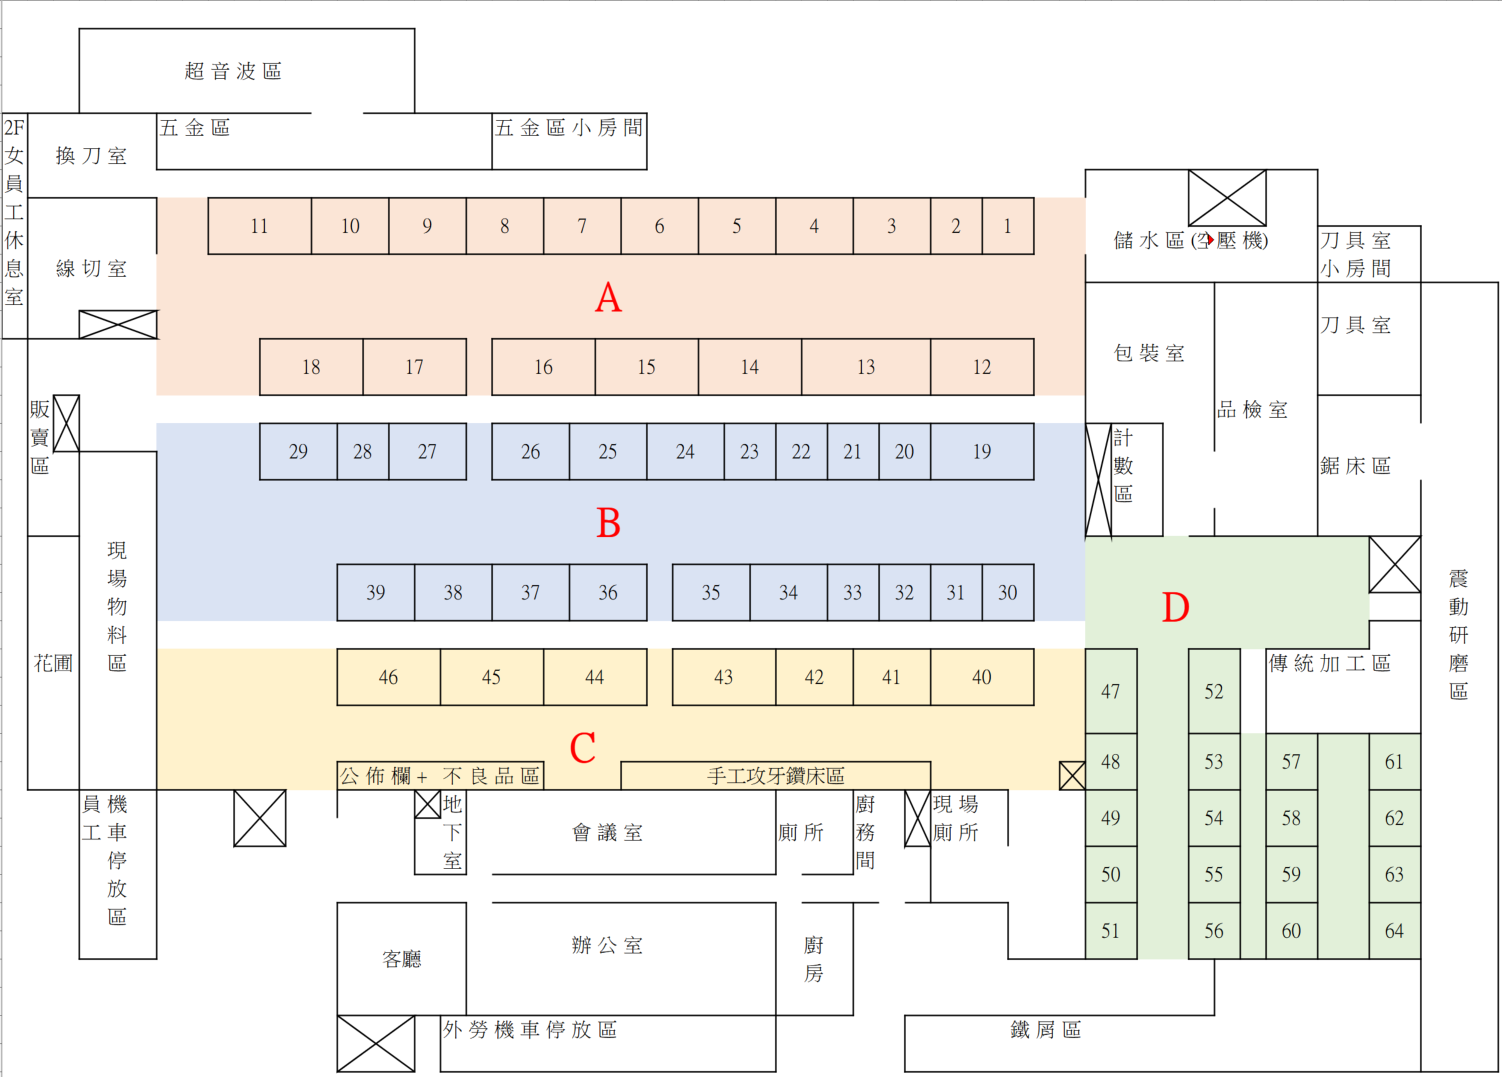 超音波區
2F女員工休息室
換刀室
五金區
五金區小房間
線切室
11 10 9 8 7 6 5 4 3 2 1
儲水區(空壓機)
刀具室
小房間
A
18 17 16 15 14 13 12
包裝室
刀具室
販賣區
品檢室
29 28 27 26 25 24 23 22 21 20 19
計數區
鋸床區
B
現場物料區
39 38 37 36 35 34 33 32 31 30
D
震動研磨區
花圃
46 45 44 43 42 41 40
47 52
傳統加工區
C
公佈欄+ 不良品區
手工攻牙鑽床區
48 53 57 61
員工
機車停放區
地下室
會議室
廁所
廚務間
現場
廁所
49 54 58 62
50 55 59 63
51 56 60 64
客廳
辦公室
廚房
外勞機車停放區
鐵屑區